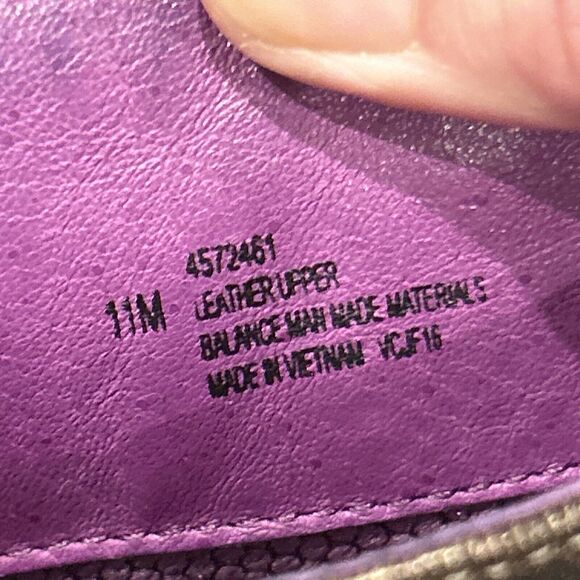 4572461
11M LEATHER UPPER
BALANCE MAN MADE MATERIALS
MADE IN VIETNAM VCJF16